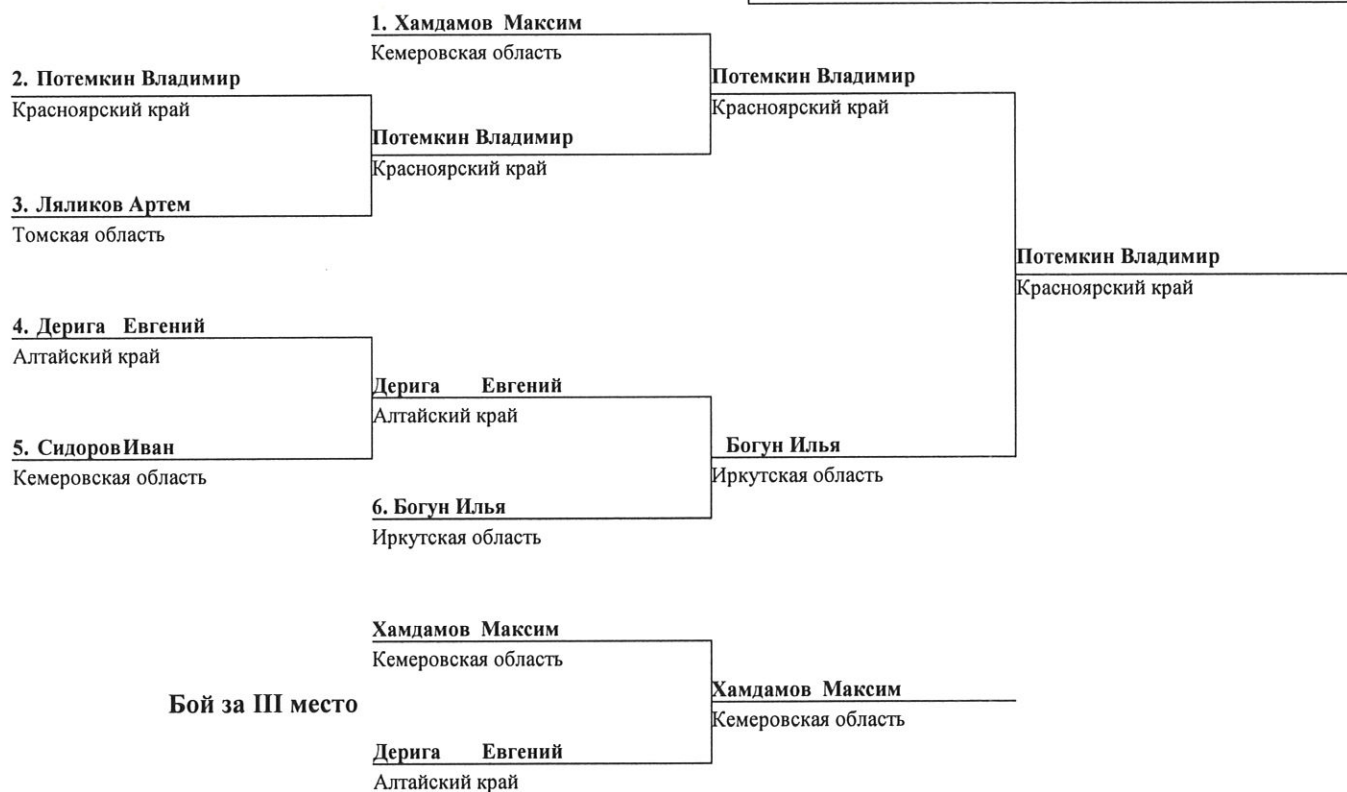 1. Хамдамов Максим
Кемеровская область
2. Потемкин Владимир
Красноярский край
Потемкин Владимир
Красноярский край
Потемкин Владимир
Красноярский край
3. Ляликов Артем
Томская область
Потемкин Владимир
Красноярский край
4. Дерига Евгений
Алтайский край
Дерига Евгений
Алтайский край
5. Сидоров Иван
Кемеровская область
Богун Илья
Иркутская область
6. Богун Илья
Иркутская область
Хамдамов Максим
Кемеровская область
Бой за III место
Хамдамов Максим
Кемеровская область
Дерига Евгений
Алтайский край